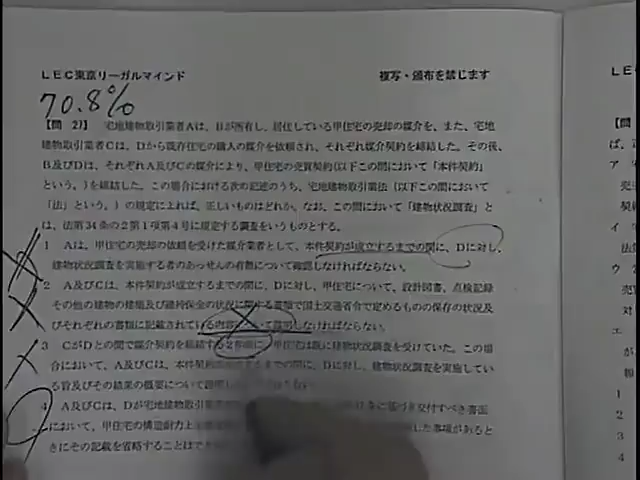 LEC東京リーガルマインド 複写・頒布を禁じます
70.8%
【問 27】 宅地建物取引業者Aは、Bが所有し、居住している甲住宅の売却の媒介を、また、宅地
建物取引業者Cは、Dから既存住宅の購入の媒介を依頼され、それぞれ媒介契約を締結した。その後、
B及びDは、それぞれA及びCの媒介により、甲住宅の売買契約(以下この問において「本件契約」
という。)を締結した。この場合における次の記述のうち、宅地建物取引業法(以下この問において
「法」という。)の規定によれば、正しいものはどれか。なお、この問において「建物状況調査」と
は、法第34条の2第1項第4号に規定する調査をいうものとする。
1 Aは、甲住宅の売却の依頼を受けた媒介業者として、本件契約が成立するまでの間に、Dに対し、
建物状況調査を実施する者のあっせんの有無について確認しなければならない。
2 A及びCは、本件契約が成立するまでの間に、Dに対し、甲住宅について、設計図書、点検記録
その他の建物の建築及び維持保全の状況に関する書類で国土交通省令で定めるものの保存の状況及
びそれぞれの書類に記載されている内容について説明しなければならない。
3 CがDとの間で媒介契約を締結する2年前に、甲住宅は既に建物状況調査を受けていた。この場
合において、A及びCは、本件契約が成立するまでの間に、Dに対し、建物状況調査を実施してい
る旨及びその結果の概要について説明し
4 A及びCは、Dが宅地建物取引業 交付すべき書面
において、甲住宅の構造耐力上 した事項があると
きにその記載を省略することは
LE
【問
ば、
ア
イ
ウ
エ
1
2
3
4